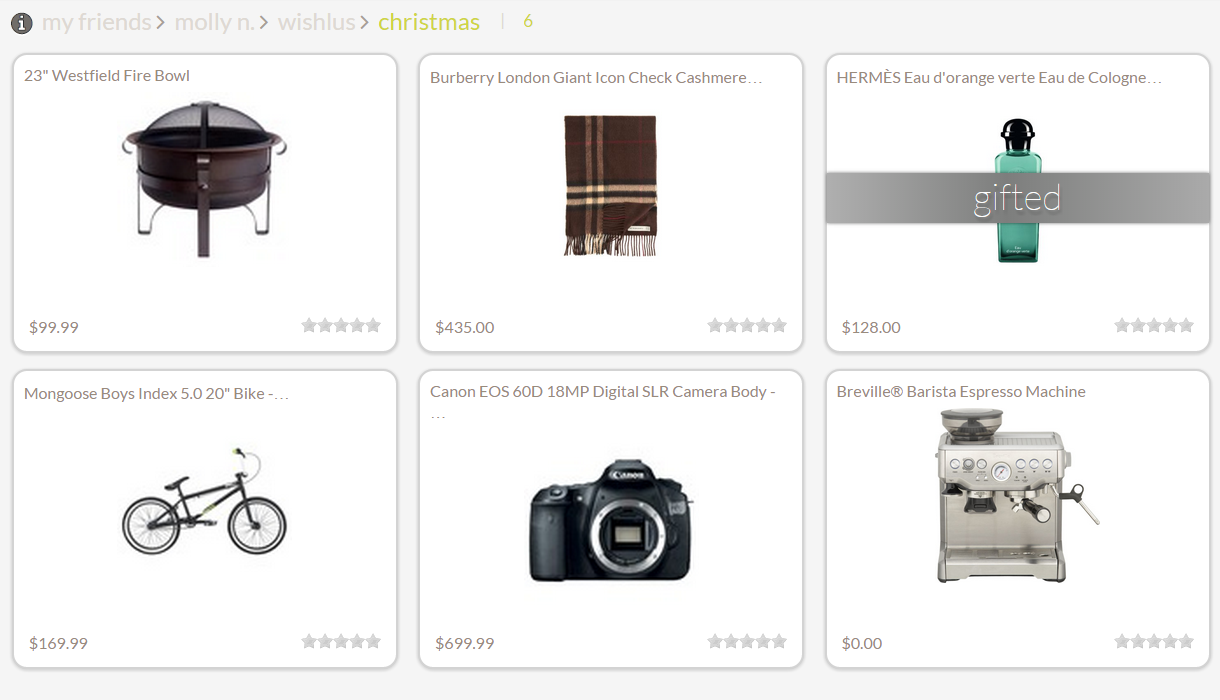 my friends > molly n. > wishlus > christmas | 6
23" Westfield Fire Bowl
Burberry London Giant Icon Check Cashmere...
HERMÈS Eau d'orange verte Eau de Cologne...
gifted
$99.99
$435.00
$128.00
Mongoose Boys Index 5.0 20" Bike -...
Canon EOS 60D 18MP Digital SLR Camera Body -
...
Breville® Barista Espresso Machine
Canon
$169.99
$699.99
$0.00